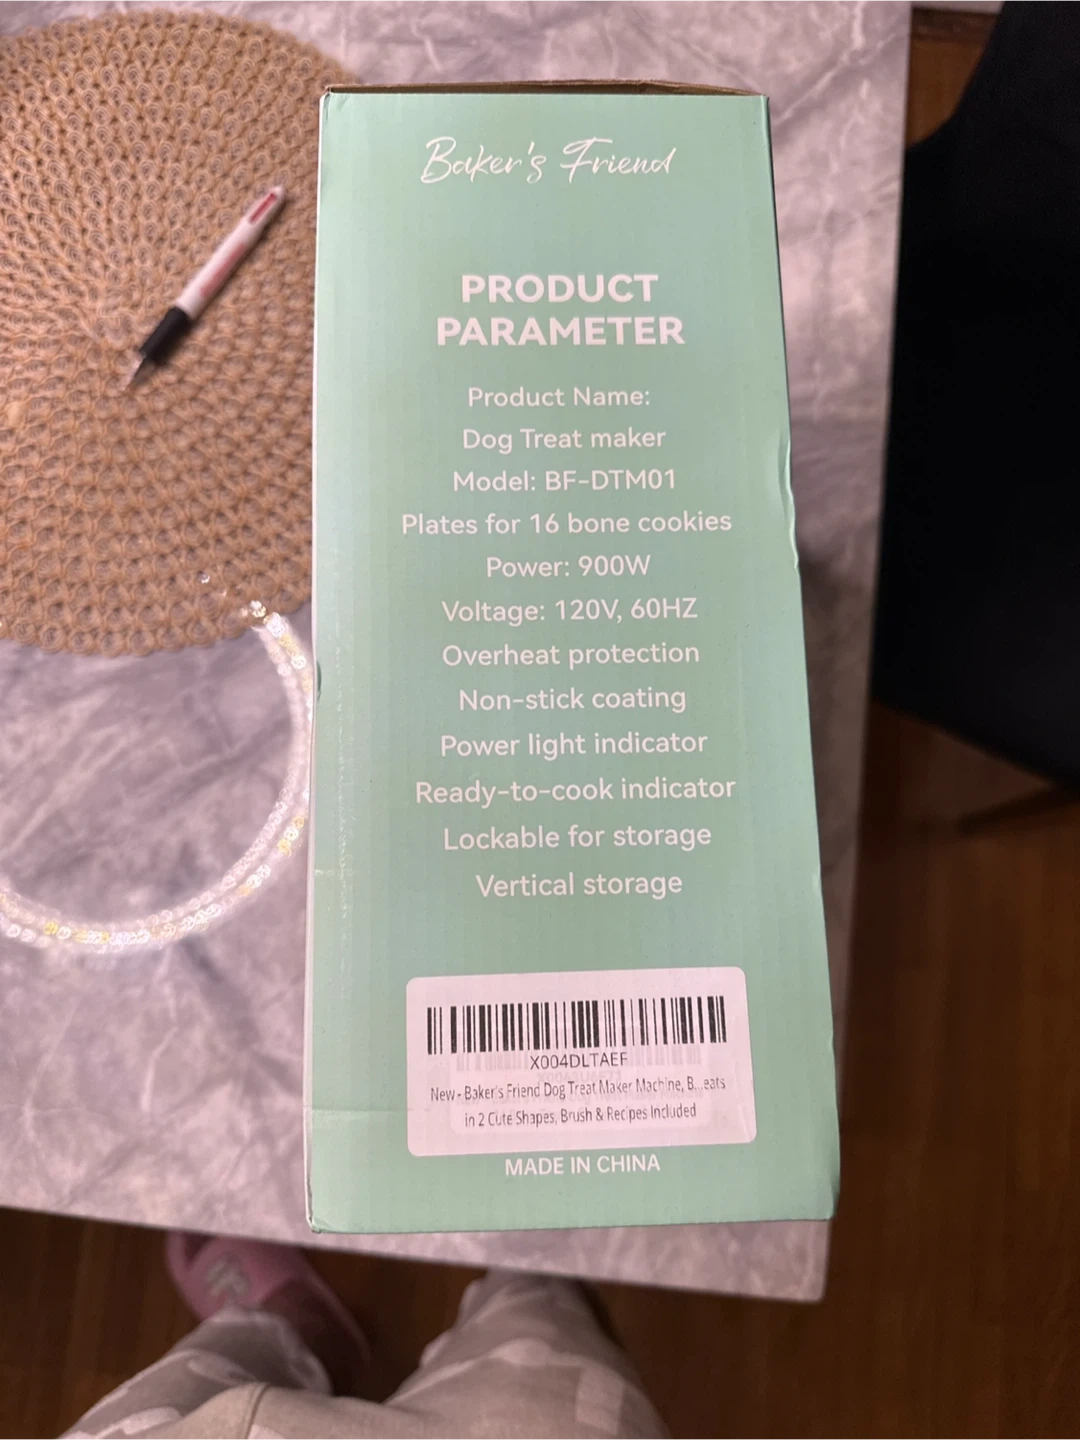 Baker's Friend
PRODUCT
PARAMETER
Product Name:
Dog Treat maker
Model: BF-DTM01
Plates for 16 bone cookies
Power: 900W
Voltage: 120V, 60HZ
Overheat protection
Non-stick coating
Power light indicator
Ready-to-cook indicator
Lockable for storage
Vertical storage
X004DLTAEF
New - Baker's Friend Dog Treat Maker Machine, B...eats
in 2 Cute Shapes, Brush & Recipes Included
MADE IN CHINA